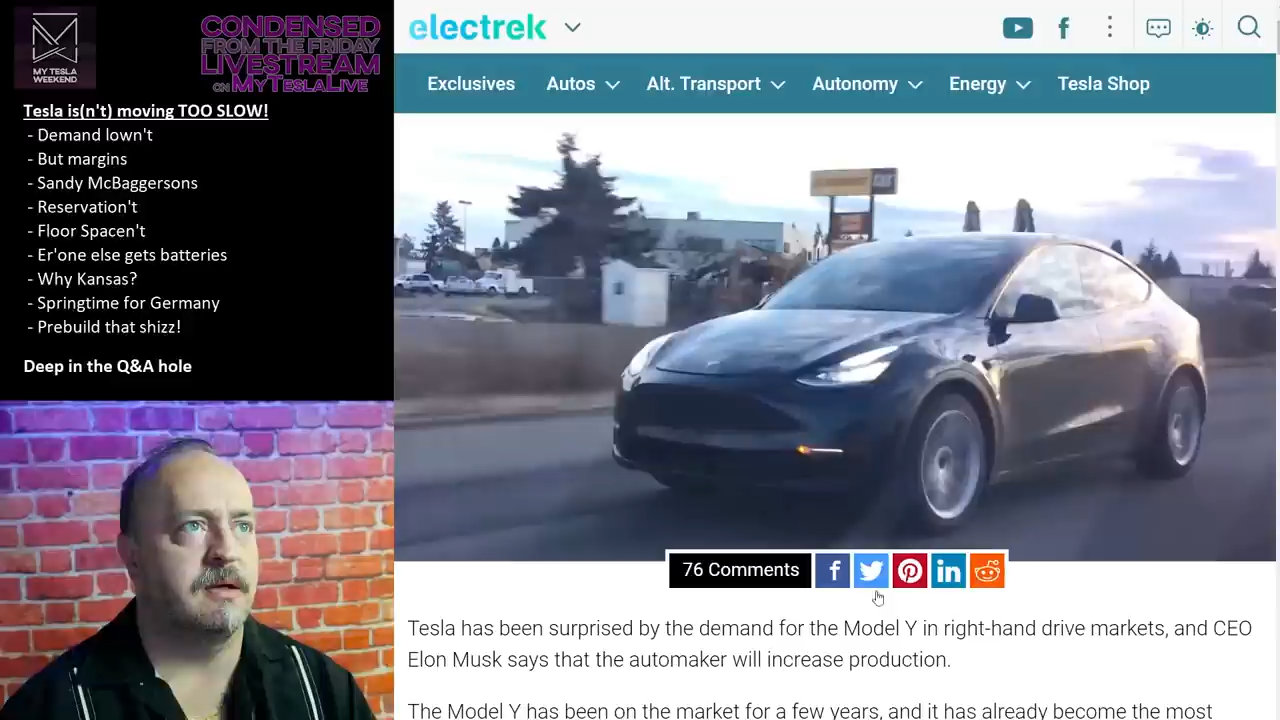 MY TESLA
WEEKEND
CONDENSED
FROM THE FRIDAY
LIVESTREAM
ON MYTESLALIVE
Tesla is(n't) moving TOO SLOW!
- Demand lown't
- But margins
- Sandy McBaggersons
- Reservation't
- Floor Spacen't
- Er'one else gets batteries
- Why Kansas?
- Springtime for Germany
- Prebuild that shizz!
Deep in the Q&A hole
electrek
Exclusives Autos Alt. Transport Autonomy Energy Tesla Shop
76 Comments
Tesla has been surprised by the demand for the Model Y in right-hand drive markets, and CEO
Elon Musk says that the automaker will increase production.
The Model Y has been on the market for a few years, and it has already become the most